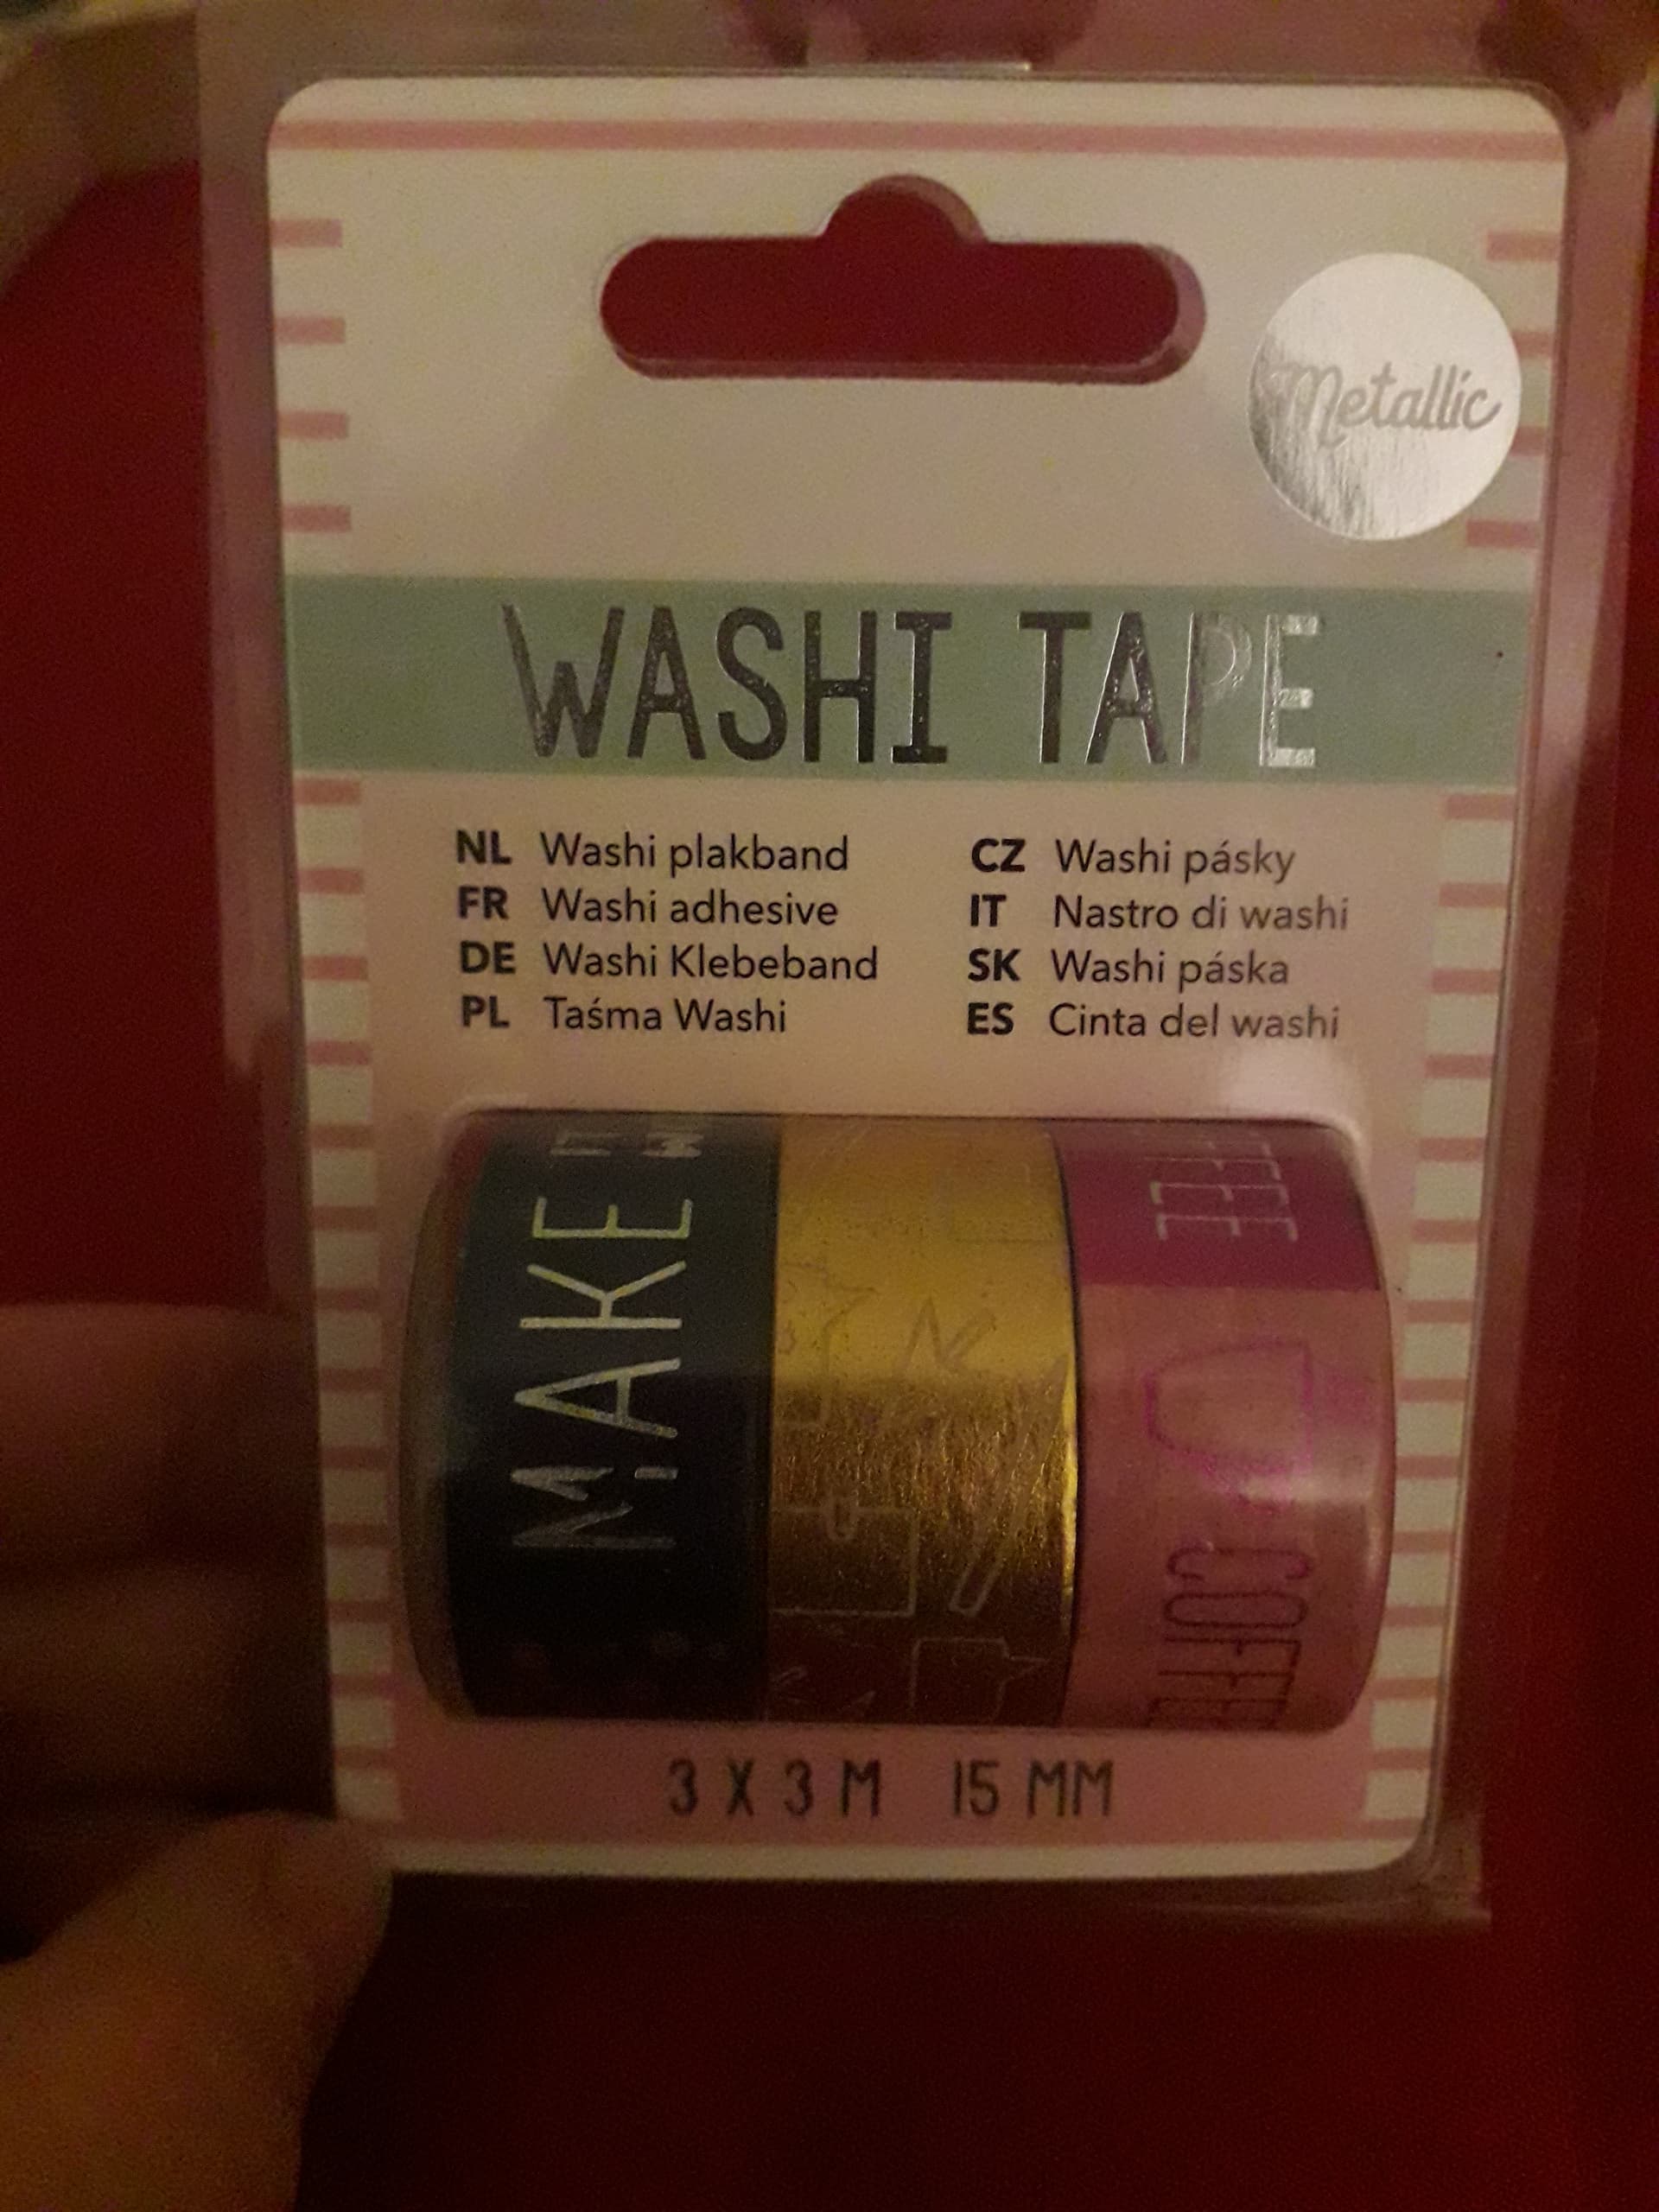 Metallic
WASHI TAPE
NL Washi plakband
FR Washi adhesive
DE Washi Klebeband
PL Taśma Washi
CZ Washi pásky
IT Nastro di washi
SK Washi páska
ES Cinta del washi
MAKE
COFFEE
3 X 3 M 15 MM